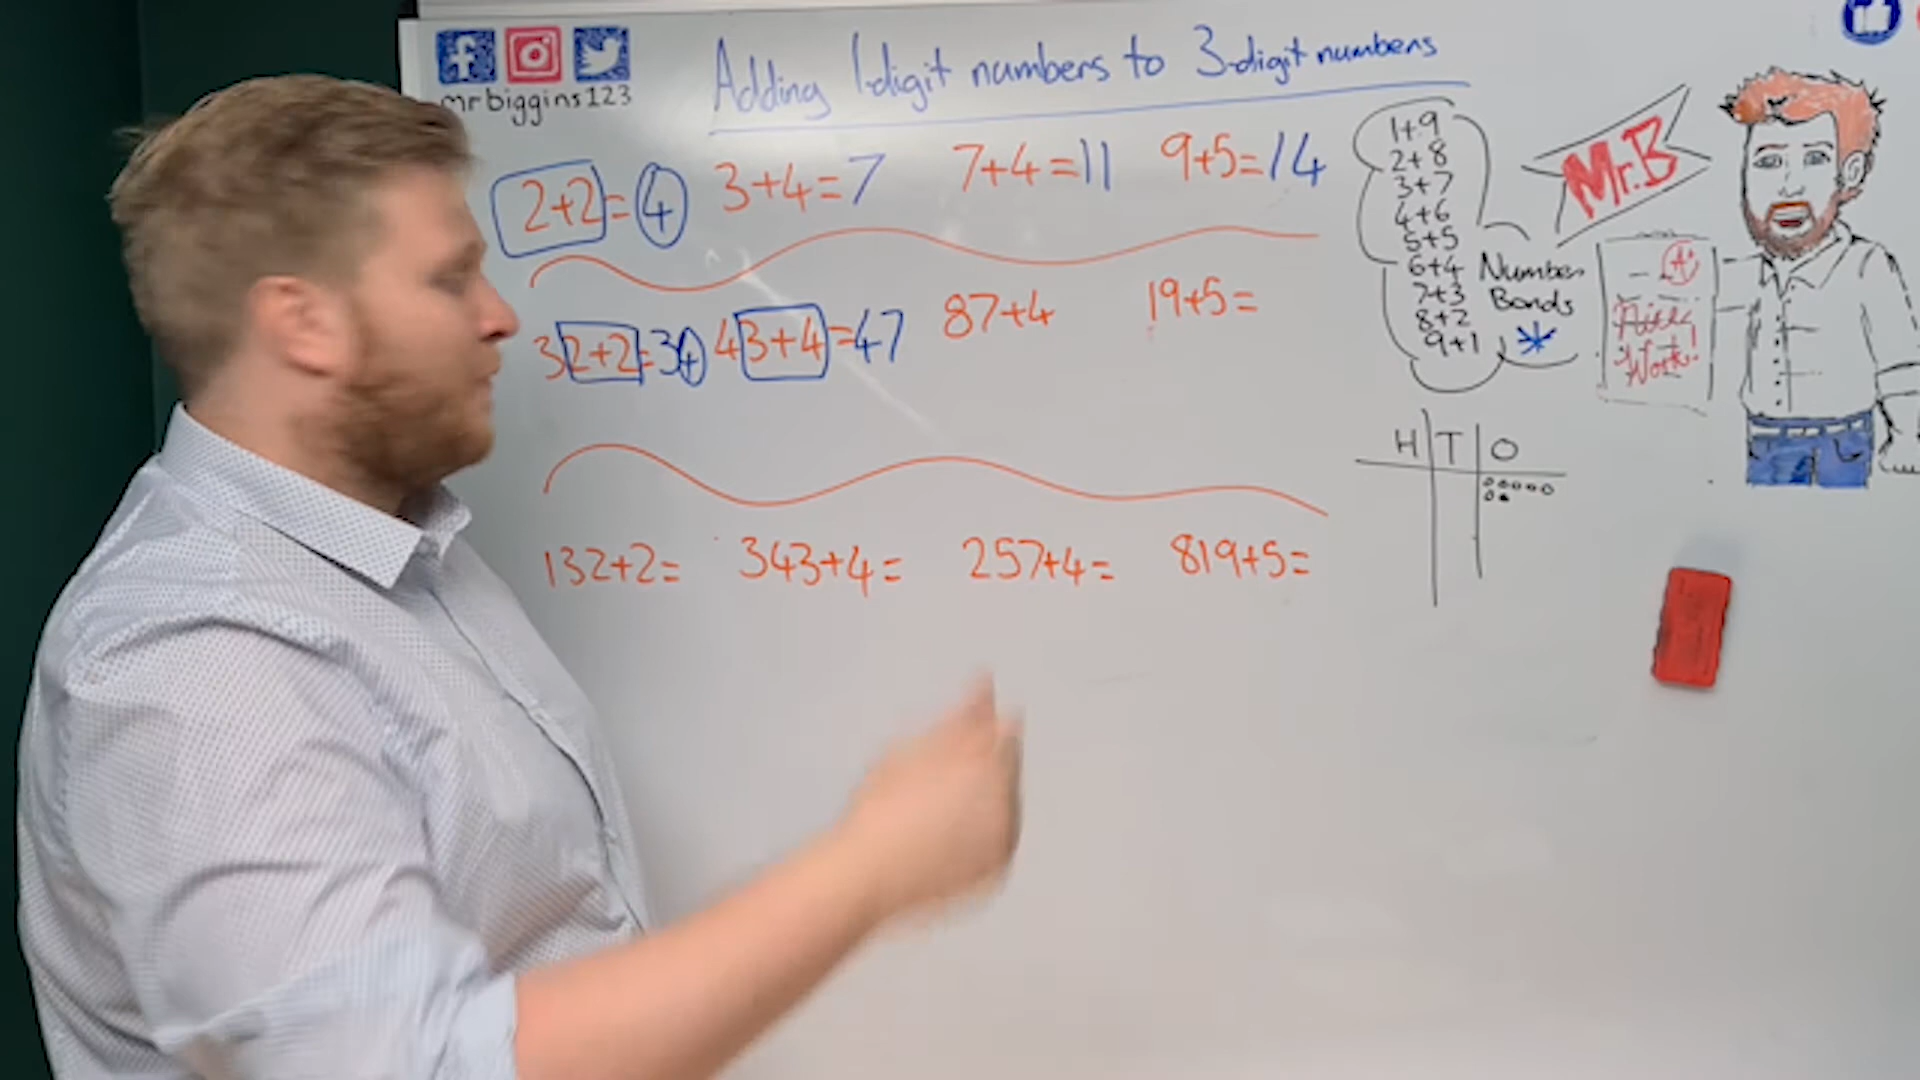 mrbiggins123
Adding 1-digit numbers to 3-digit numbers
2+2=4 3+4=7 7+4=11 9+5=14
32+2=34 43+4=47 87+4 19+5=
132+2= 343+4= 257+4= 819+5=
1+9
2+8
3+7
4+6
5+5
6+4
7+3
8+2
9+1
Number
Bonds
Mr.B
A
Nice
Work!
H T O